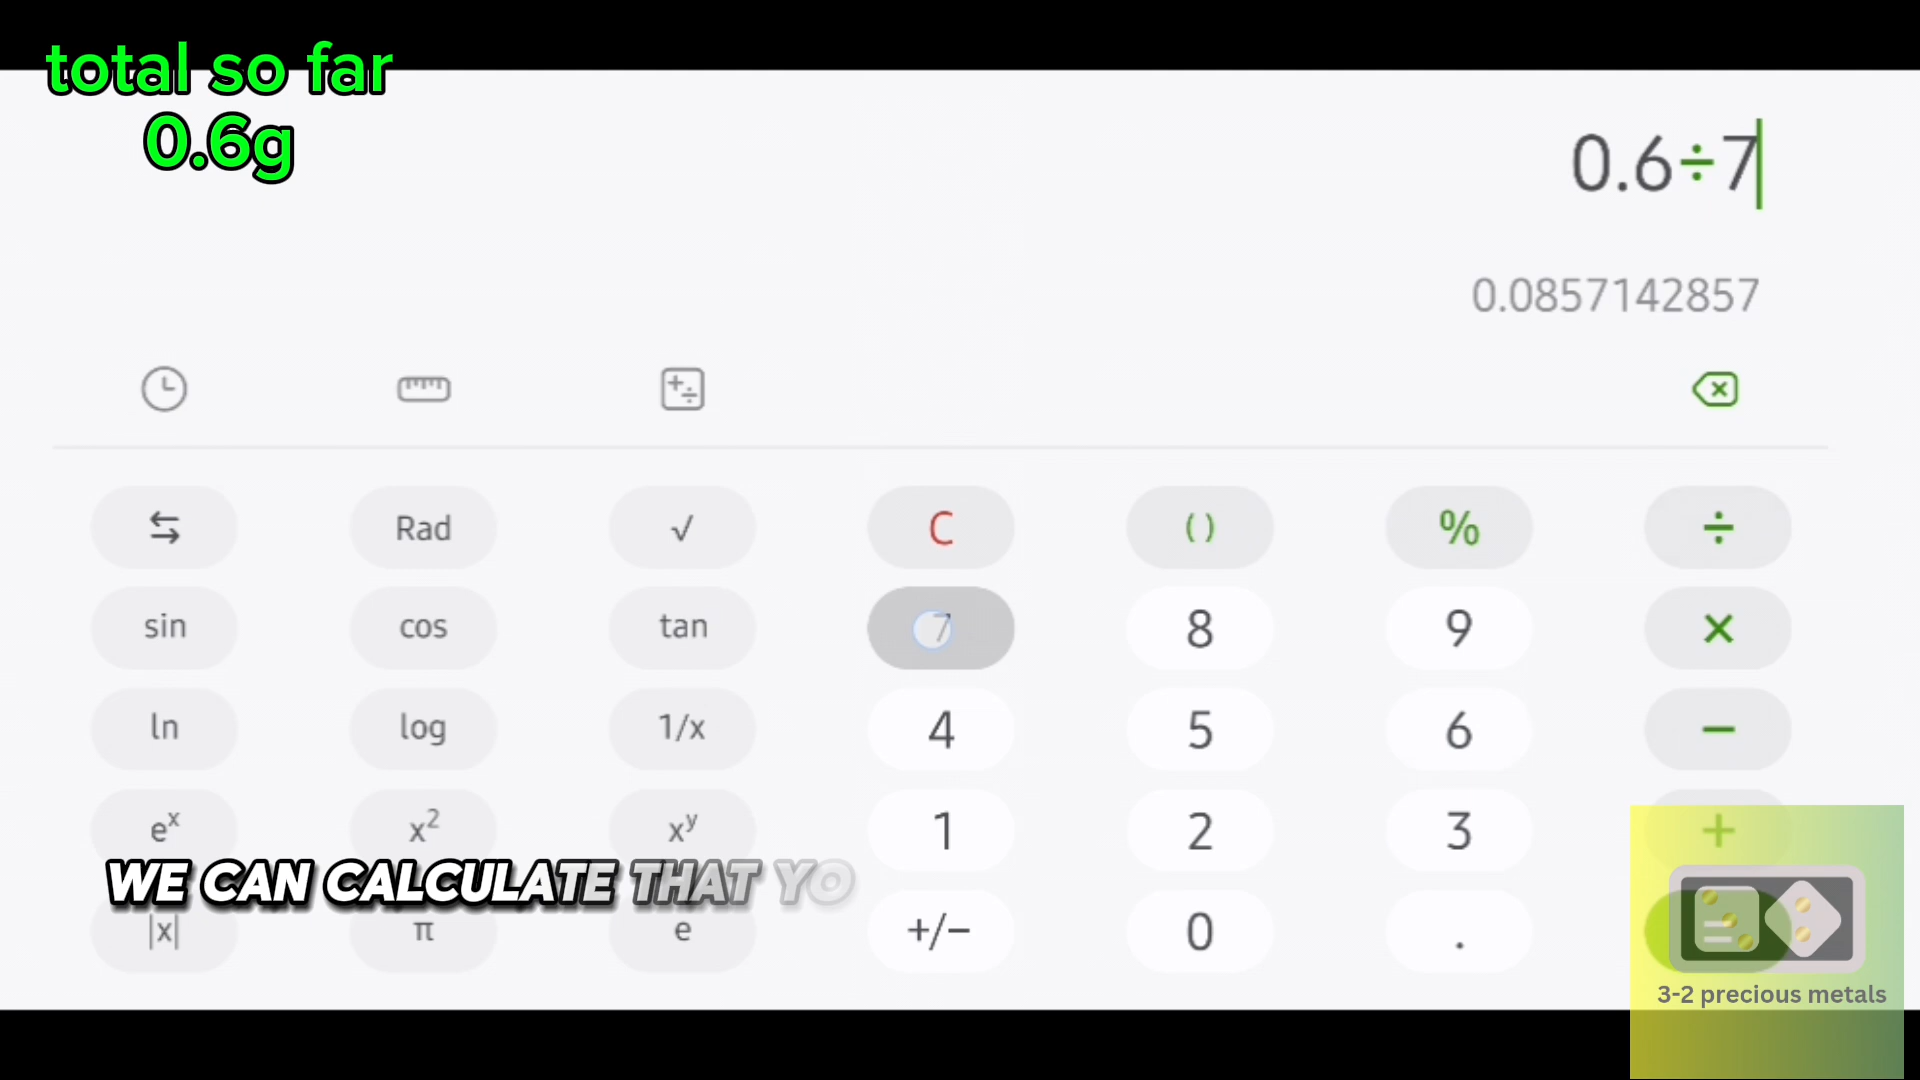 total so far
0.6g
0.6÷7
0.0857142857
Rad √ C () % ÷
sin cos tan 7 8 9 ×
ln log 1/x 4 5 6 −
eˣ x² xʸ 1 2 3 +
WE CAN CALCULATE THAT YO
|x| π e +/− 0 .
3-2 precious metals